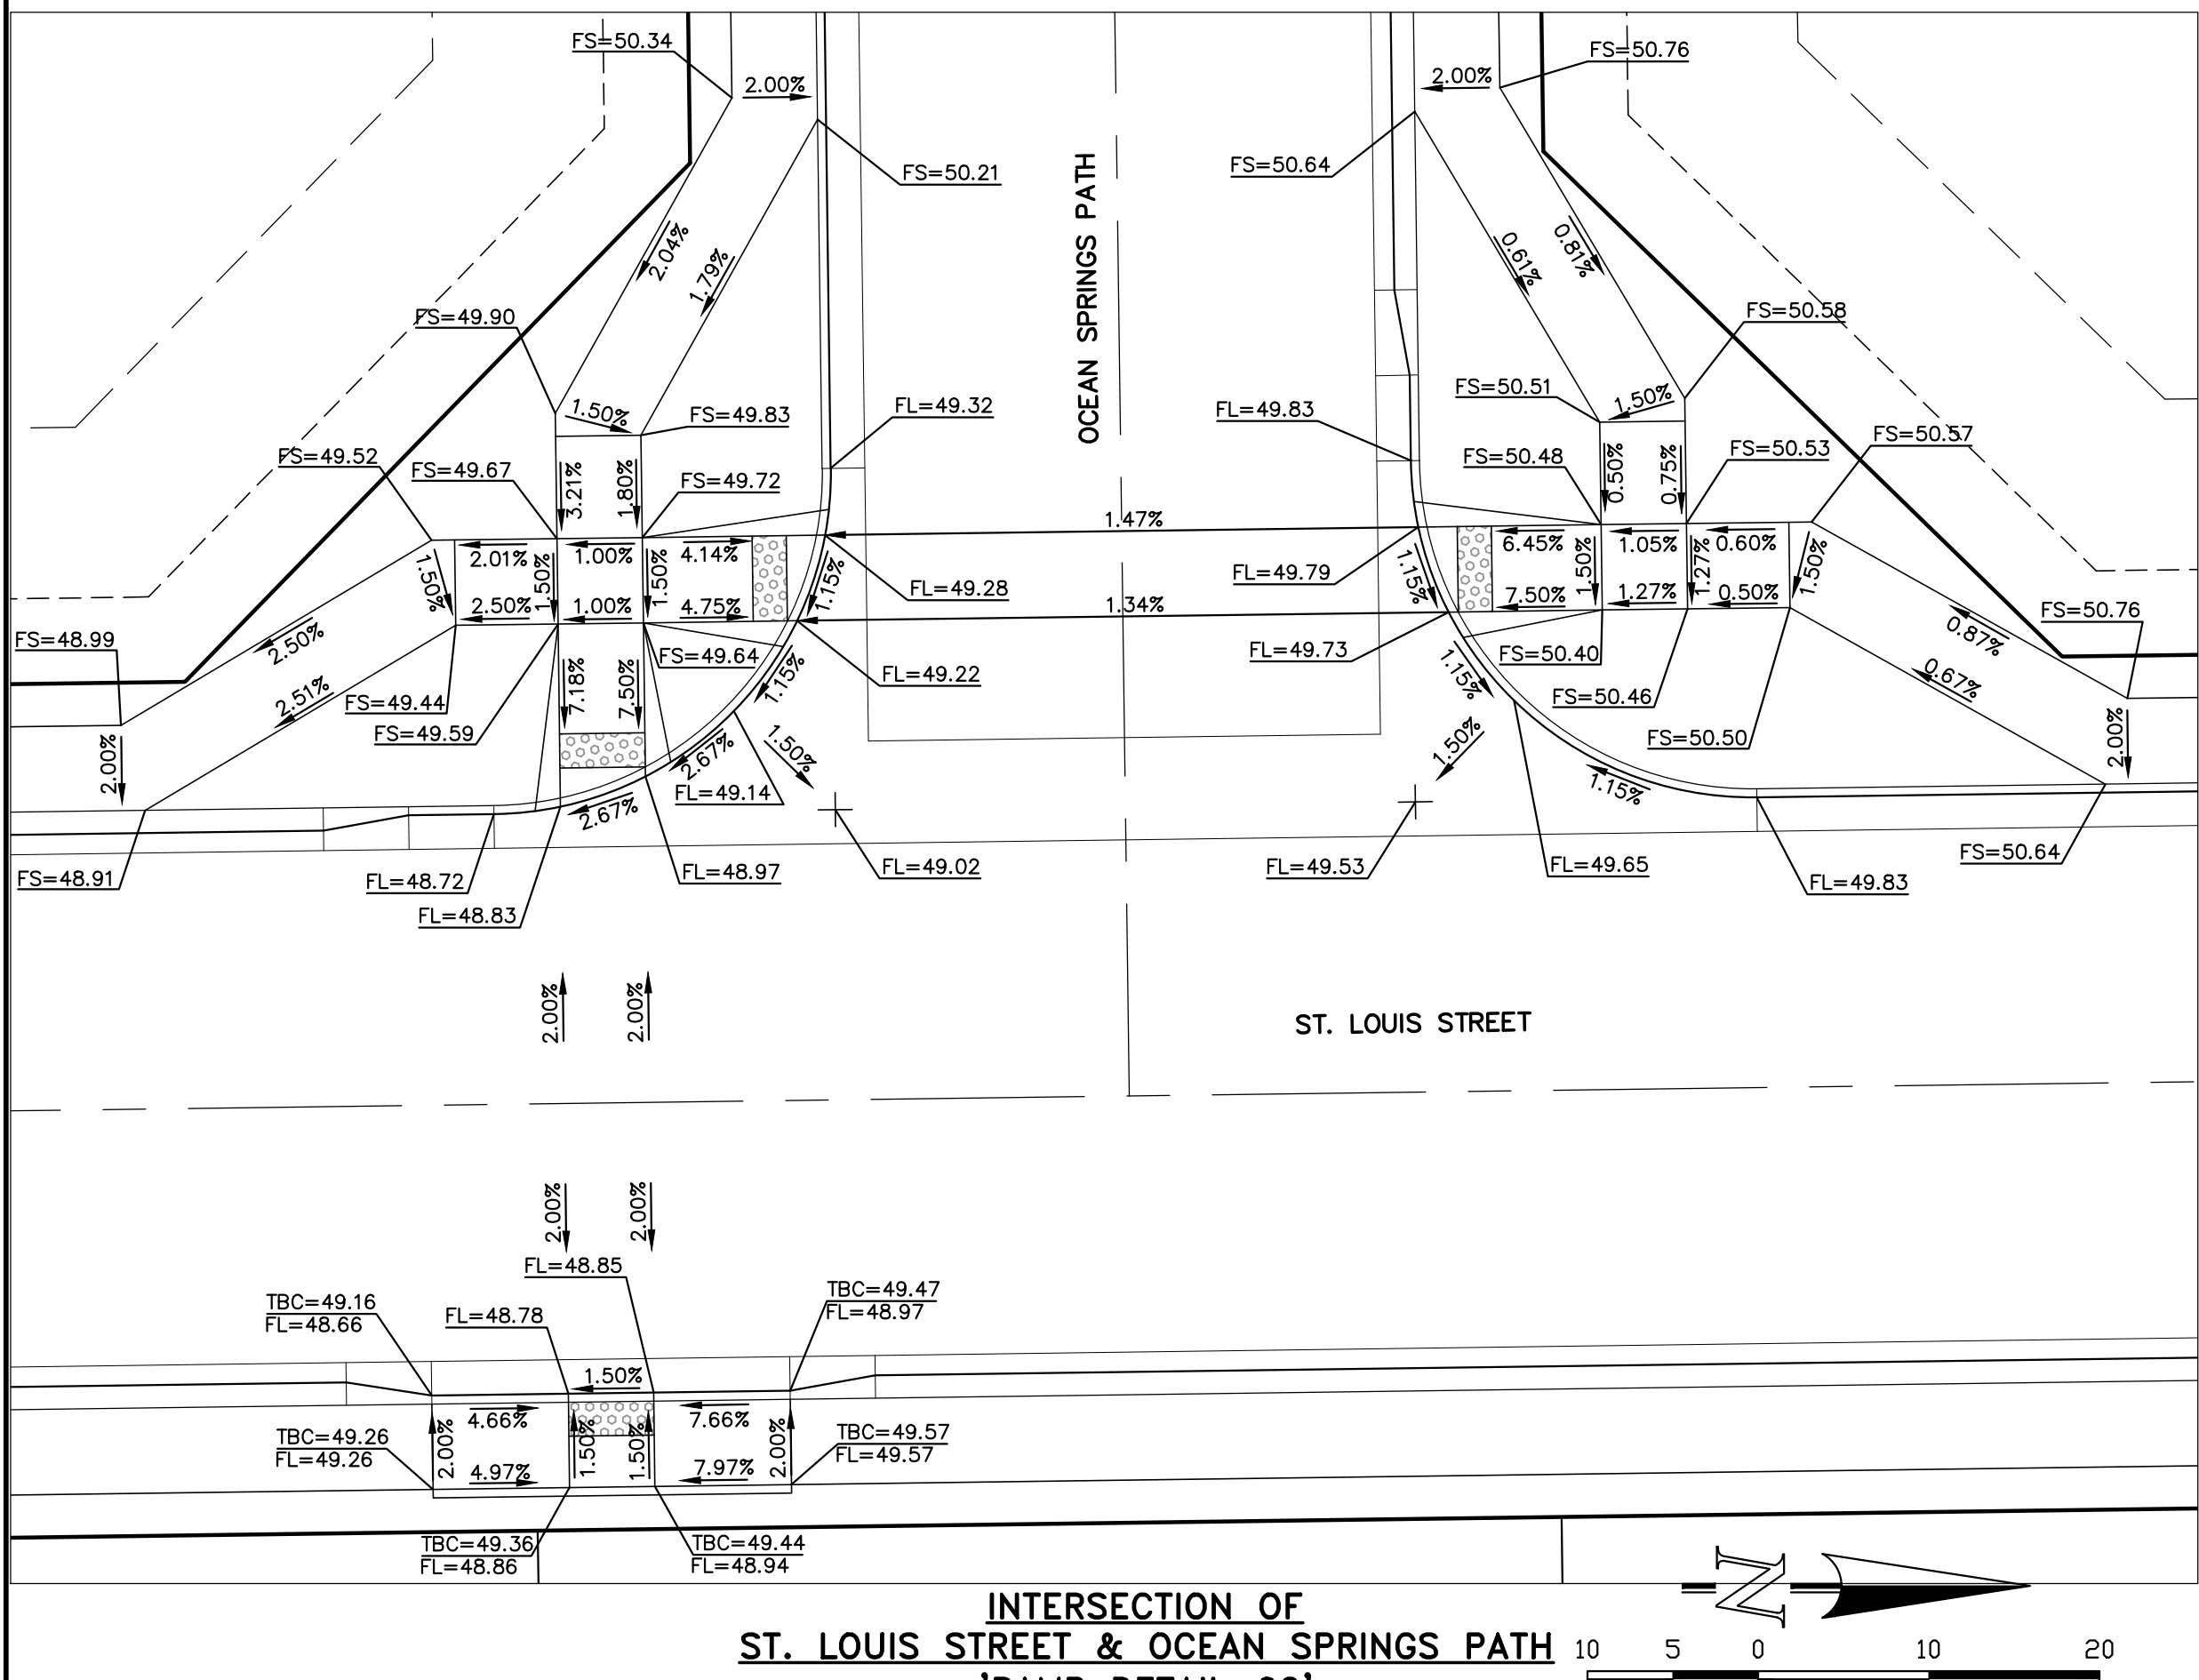 FS=50.34
2.00%
2.00%
FS=50.76
FS=50.21
FS=50.64
OCEAN SPRINGS PATH
2.04%
1.79%
0.61%
0.81%
FS=49.90
FS=50.58
1.50%
FS=49.83
FL=49.32
FL=49.83
FS=50.51
1.50%
FS=49.52
FS=49.67
FS=49.72
FS=50.48
FS=50.53
FS=50.57
3.21%
1.80%
0.50%
0.75%
1.47%
2.01%
1.00%
4.14%
6.45%
1.05%
0.60%
1.50%
1.50%
1.50%
1.15%
FL=49.28
FL=49.79
1.15%
1.50%
1.27%
1.50%
2.50%
1.00%
4.75%
1.34%
7.50%
1.27%
0.50%
FS=48.99
2.50%
FS=49.64
FL=49.22
FL=49.73
FS=50.40
0.87%
FS=50.76
2.51%
FS=49.44
7.18%
7.50%
1.15%
1.15%
FS=50.46
0.67%
FS=49.59
2.00%
1.50%
1.50%
FS=50.50
2.00%
2.67%
FL=49.14
1.15%
2.67%
FS=48.91
FL=48.72
FL=48.83
FL=48.97
FL=49.02
FL=49.53
FL=49.65
FL=49.83
FS=50.64
2.00%
2.00%
ST. LOUIS STREET
2.00%
2.00%
FL=48.85
TBC=49.16
FL=48.66
FL=48.78
TBC=49.47
FL=48.97
1.50%
4.66%
7.66%
TBC=49.26
FL=49.26
2.00%
1.50%
1.50%
2.00%
TBC=49.57
FL=49.57
4.97%
7.97%
TBC=49.36
FL=48.86
TBC=49.44
FL=48.94
N
INTERSECTION OF
ST. LOUIS STREET & OCEAN SPRINGS PATH
10 5 0 10 20